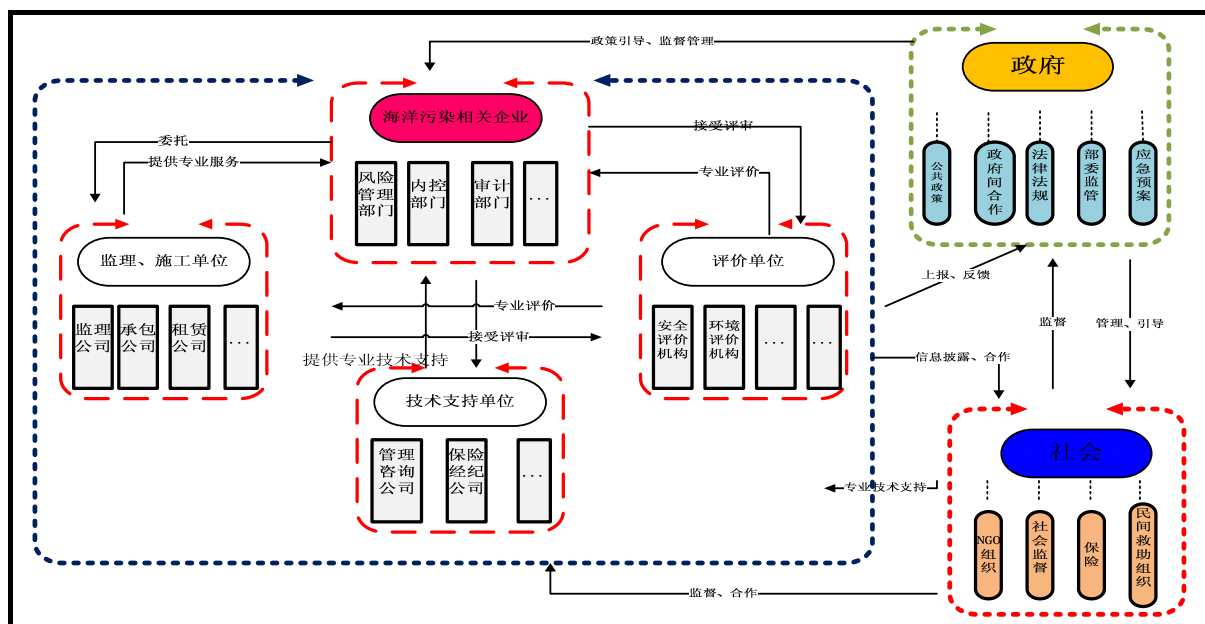 政策引导、监督管理
政府
公共政策
政府间合作
法律法规
部委监管
应急预案
海洋污染相关企业
风险
管理
部门
内控
部门
审计
部门
...
委托
提供专业服务
接受评审
专业评价
监理、施工单位
监理
公司
承包
公司
租赁
公司
...
评价单位
安全
评价
机构
环境
评价
机构
...
...
专业评价
接受评审
提供专业技术支持
技术支持单位
管理
咨询
公司
保险
经纪
公司
...
上报、反馈
监督
管理、引导
信息披露、合作
社会
专业技术支持
NGO
组织
社会监督
保险
民间救助组织
监督、合作